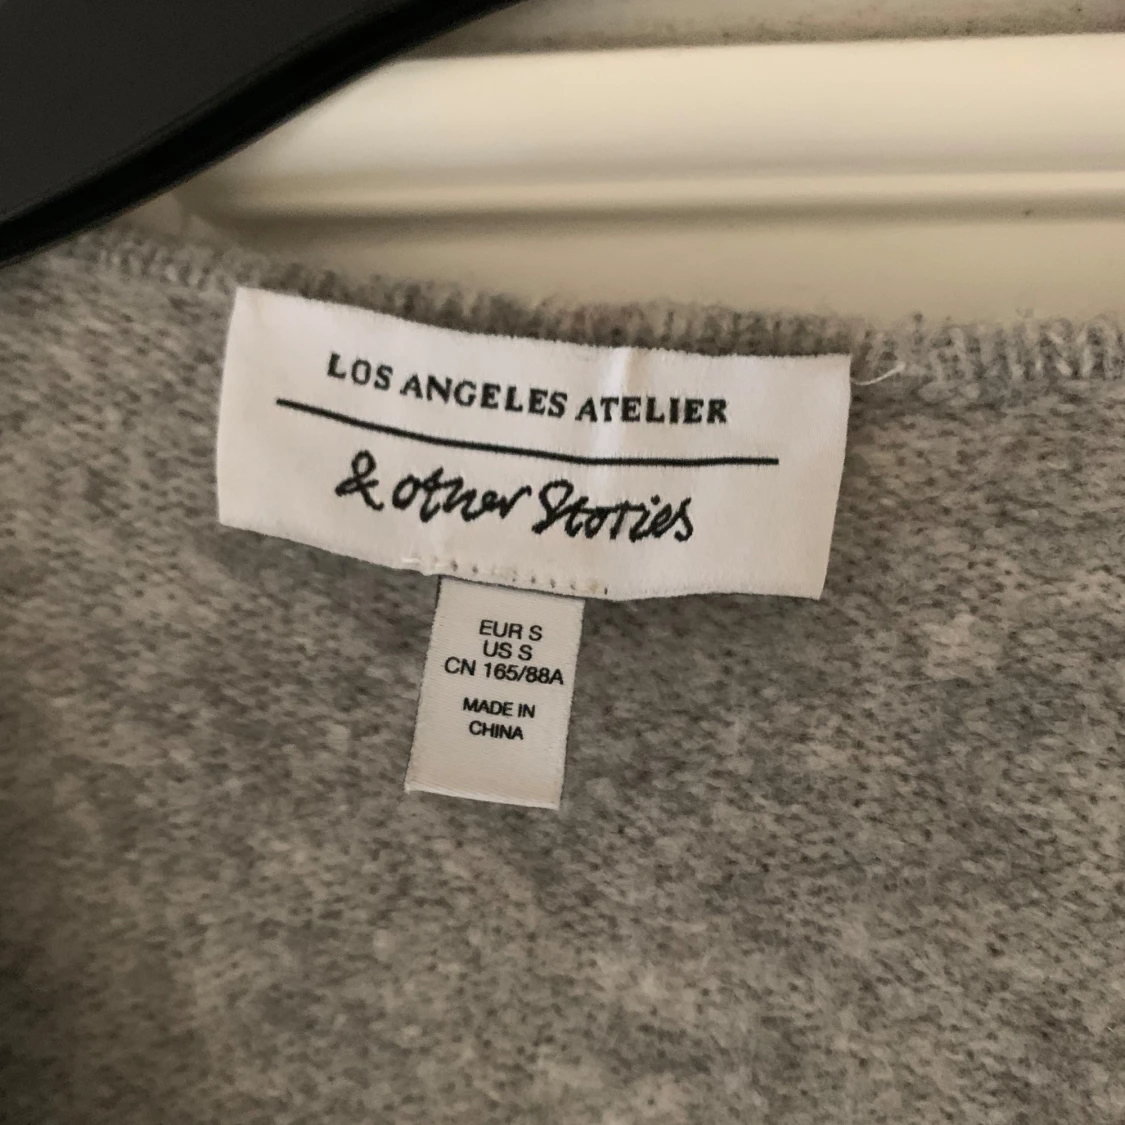 LOS ANGELES ATELIER
& other Stories
EUR S
US S
CN 165/88A
MADE IN
CHINA